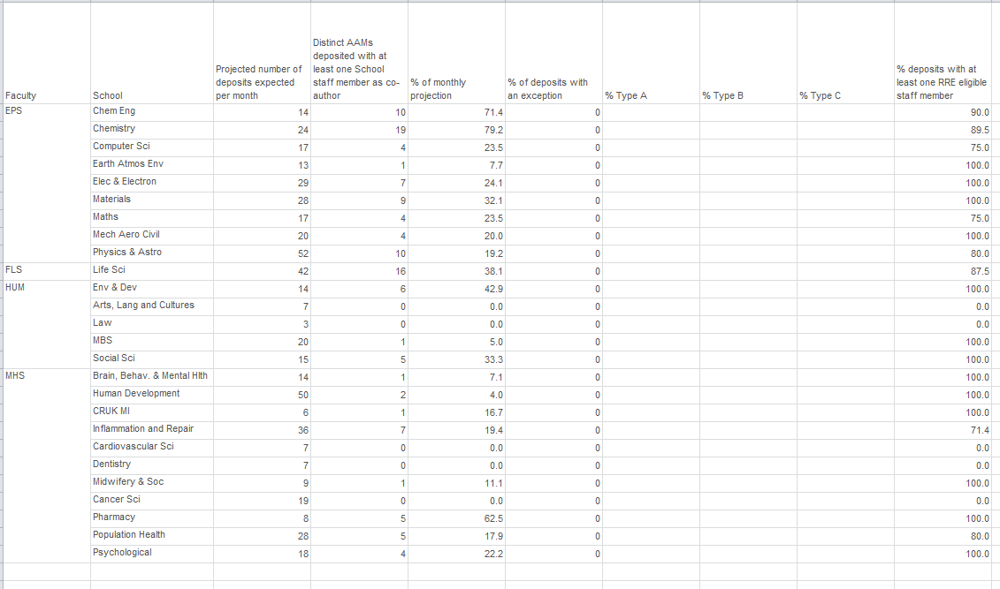 Faculty School Projected number of deposits expected per month Distinct AAMs deposited with at least one School staff member as co-author % of monthly projection % of deposits with an exception % Type A % Type B % Type C % deposits with at least one RRE eligible staff member
EPS Chem Eng 14 10 71.4 0 90.0
Chemistry 24 19 79.2 0 89.5
Computer Sci 17 4 23.5 0 75.0
Earth Atmos Env 13 1 7.7 0 100.0
Elec & Electron 29 7 24.1 0 100.0
Materials 28 9 32.1 0 100.0
Maths 17 4 23.5 0 75.0
Mech Aero Civil 20 4 20.0 0 100.0
Physics & Astro 52 10 19.2 0 80.0
FLS Life Sci 42 16 38.1 0 87.5
HUM Env & Dev 14 6 42.9 0 100.0
Arts, Lang and Cultures 7 0 0.0 0 0.0
Law 3 0 0.0 0 0.0
MBS 20 1 5.0 0 100.0
Social Sci 15 5 33.3 0 100.0
MHS Brain, Behav. & Mental Hlth 14 1 7.1 0 100.0
Human Development 50 2 4.0 0 100.0
CRUK MI 6 1 16.7 0 100.0
Inflammation and Repair 36 7 19.4 0 71.4
Cardiovascular Sci 7 0 0.0 0 0.0
Dentistry 7 0 0.0 0 0.0
Midwifery & Soc 9 1 11.1 0 100.0
Cancer Sci 19 0 0.0 0 0.0
Pharmacy 8 5 62.5 0 100.0
Population Health 28 5 17.9 0 80.0
Psychological 18 4 22.2 0 100.0